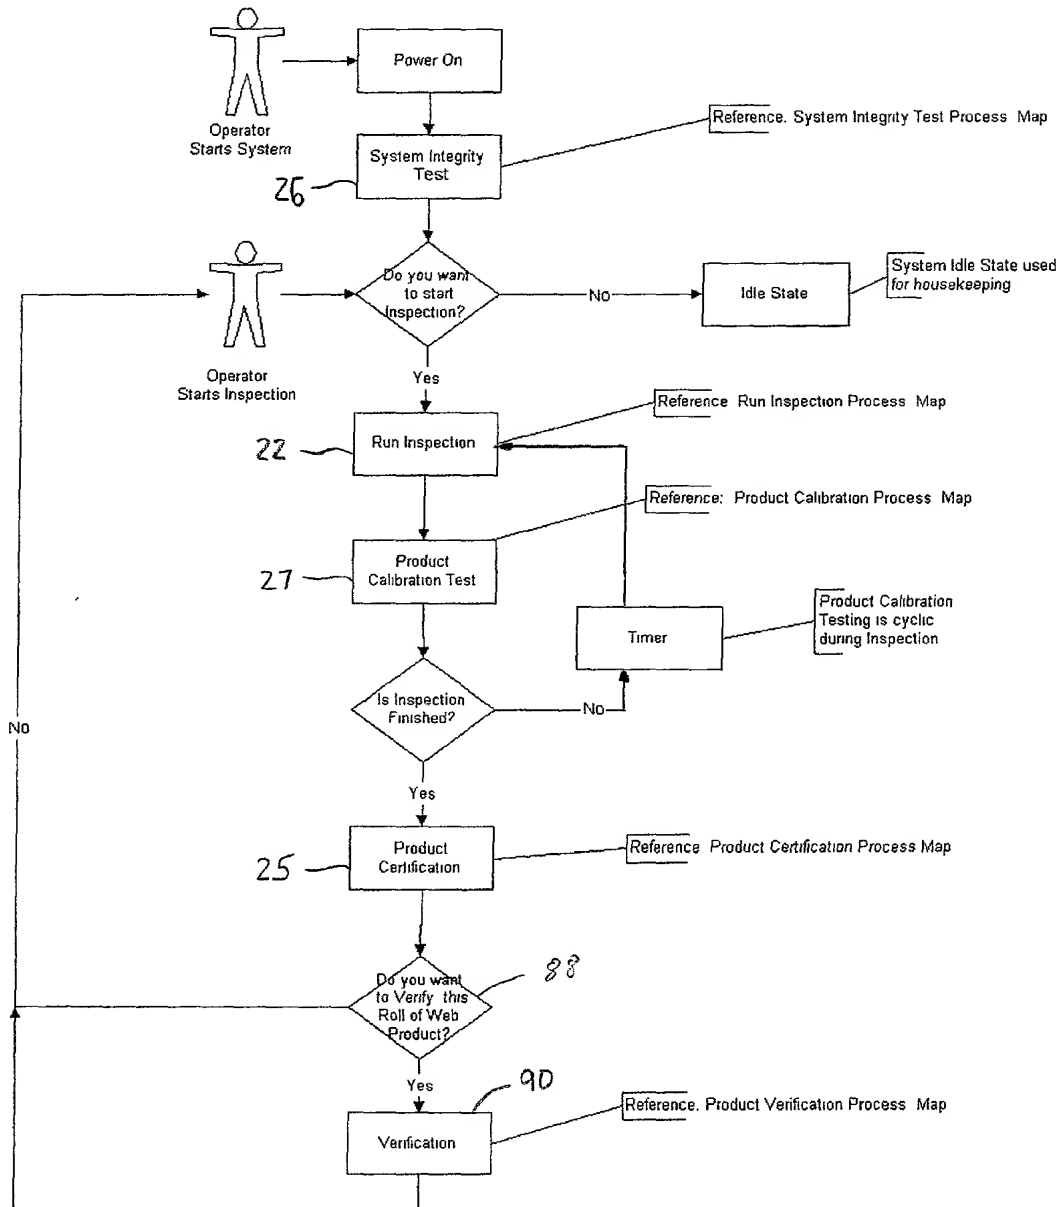 Power On
Operator
Starts System
Reference. System Integrity Test Process Map
System Integrity
Test
26
Do you want
to start
Inspection?
No
Idle State
System Idle State used
for housekeeping
Operator
Starts Inspection
Yes
Reference Run Inspection Process Map
Run Inspection
22
Reference: Product Calibration Process Map
Product
Calibration Test
27
Timer
Product Calibration
Testing is cyclic
during Inspection
Is Inspection
Finished?
No
No
Yes
Product
Certification
25
Reference Product Certification Process Map
Do you want
to Verify this
Roll of Web
Product?
88
Yes
90
Verification
Reference. Product Verification Process Map